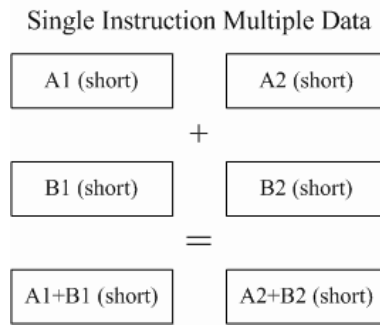 Single Instruction Multiple Data
A1 (short) A2 (short)
+
B1 (short) B2 (short)
=
A1+B1 (short) A2+B2 (short)